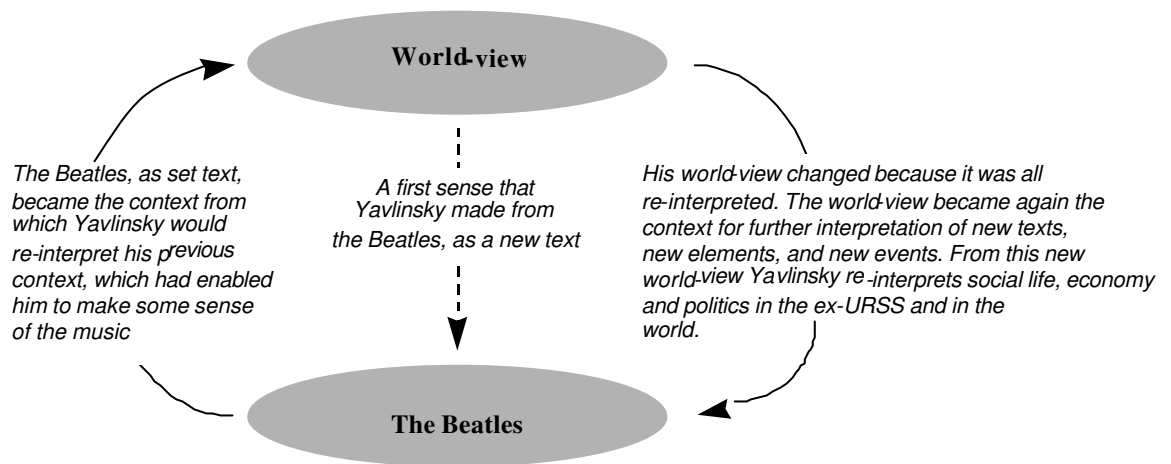 World-view
The Beatles, as set text,
became the context from
which Yavlinsky would
re-interpret his previous
context, which had enabled
him to make some sense
of the music
A first sense that
Yavlinsky made from
the Beatles, as a new text
His world-view changed because it was all
re-interpreted. The world-view became again the
context for further interpretation of new texts,
new elements, and new events. From this new
world-view Yavlinsky re-interprets social life, economy
and politics in the ex-URSS and in the
world.
The Beatles